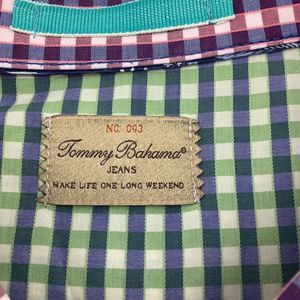 NO. 093
Tommy Bahama®
JEANS
MAKE LIFE ONE LONG WEEKEND